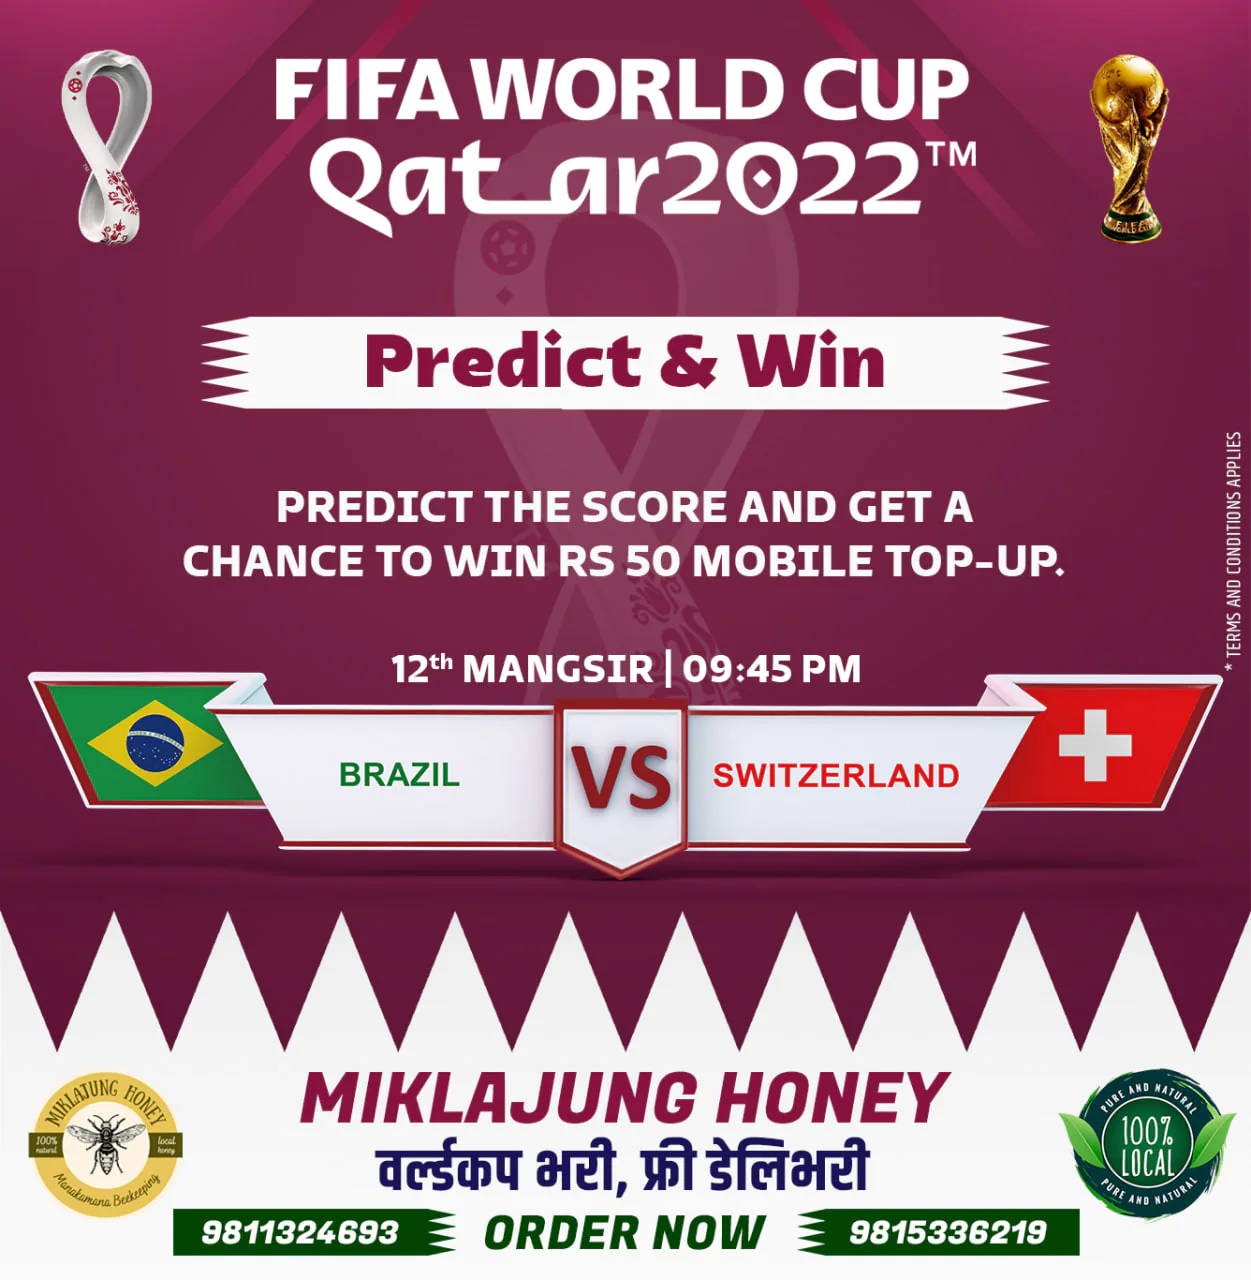 FIFA WORLD CUP
Qatar2022™
FIFA
WORLD CUP
Predict & Win
PREDICT THE SCORE AND GET A
CHANCE TO WIN RS 50 MOBILE TOP-UP.
* TERMS AND CONDITIONS APPLIES
12th MANGSIR | 09:45 PM
BRAZIL
VS
SWITZERLAND
MIKLAJUNG HONEY
100%
natural
local
honey
Manakamana Beekeeping
MIKLAJUNG HONEY
वर्ल्डकप भरी, फ्री डेलिभरी
PURE AND NATURAL
100%
LOCAL
PURE AND NATURAL
9811324693
ORDER NOW
9815336219